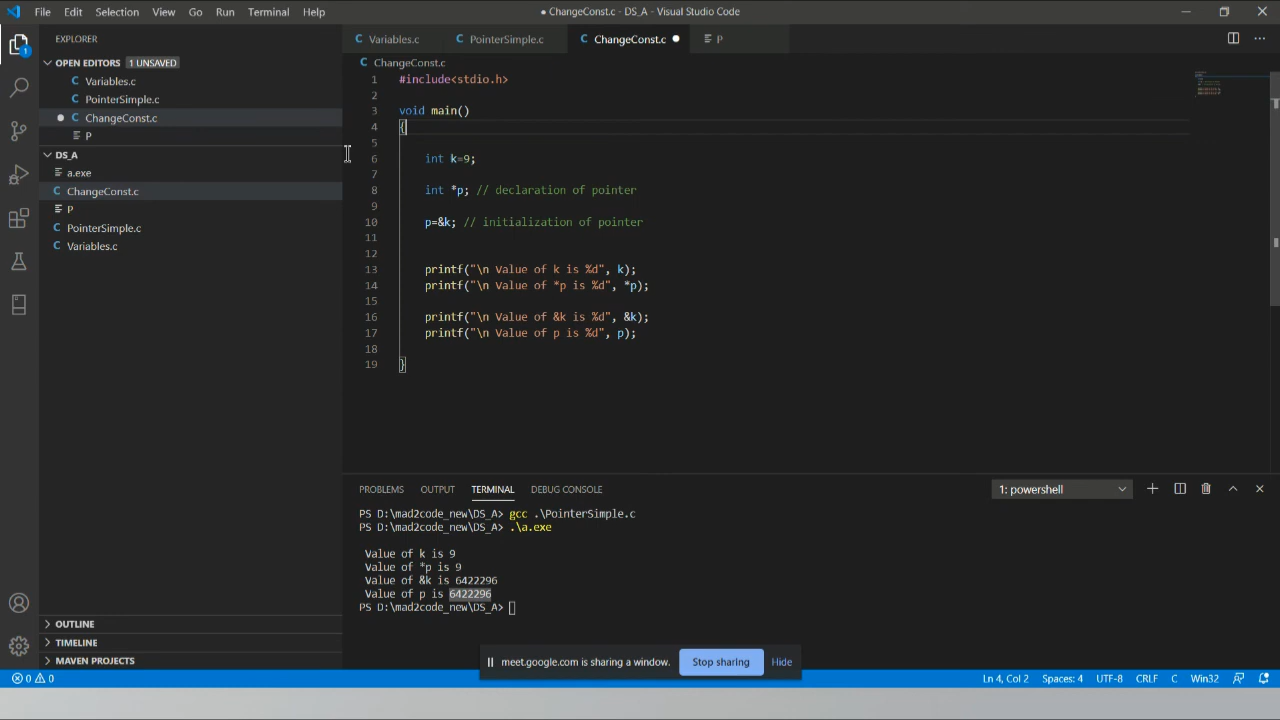 File Edit Selection View Go Run Terminal Help
● ChangeConst.c - DS_A - Visual Studio Code
EXPLORER
OPEN EDITORS 1 UNSAVED
Variables.c
PointerSimple.c
ChangeConst.c
P
DS_A
a.exe
ChangeConst.c
P
PointerSimple.c
Variables.c
OUTLINE
TIMELINE
MAVEN PROJECTS
1
Variables.c PointerSimple.c ChangeConst.c P
ChangeConst.c
1 #include<stdio.h>
2
3 void main()
4 {
5
6 int k=9;
7
8 int *p; // declaration of pointer
9
10 p=&k; // initialization of pointer
11
12
13 printf("\n Value of k is %d", k);
14 printf("\n Value of *p is %d", *p);
15
16 printf("\n Value of &k is %d", &k);
17 printf("\n Value of p is %d", p);
18
19 }
PROBLEMS OUTPUT TERMINAL DEBUG CONSOLE 1: powershell
PS D:\mad2code_new\DS_A> gcc .\PointerSimple.c
PS D:\mad2code_new\DS_A> .\a.exe
Value of k is 9
Value of *p is 9
Value of &k is 6422296
Value of p is 6422296
PS D:\mad2code_new\DS_A>
meet.google.com is sharing a window. Stop sharing Hide
0 0 Ln 4, Col 2 Spaces: 4 UTF-8 CRLF C Win32